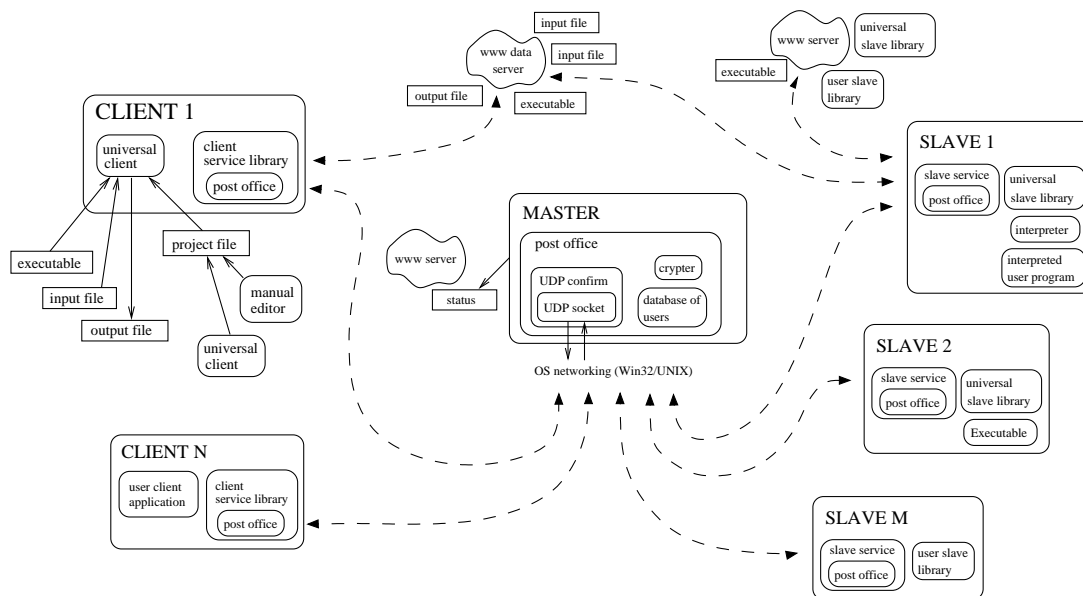 input file
www data
server
input file
output file
executable
www server
universal
slave library
executable
user slave
library
CLIENT 1
universal
client
client
service library
post office
executable
input file
output file
project file
manual
editor
universal
client
www server
status
MASTER
post office
UDP confirm
UDP socket
crypter
database of
users
OS networking (Win32/UNIX)
SLAVE 1
slave service
post office
universal
slave library
interpreter
interpreted
user program
SLAVE 2
slave service
post office
universal
slave library
Executable
CLIENT N
user client
application
client
service library
post office
SLAVE M
slave service
post office
user slave
library